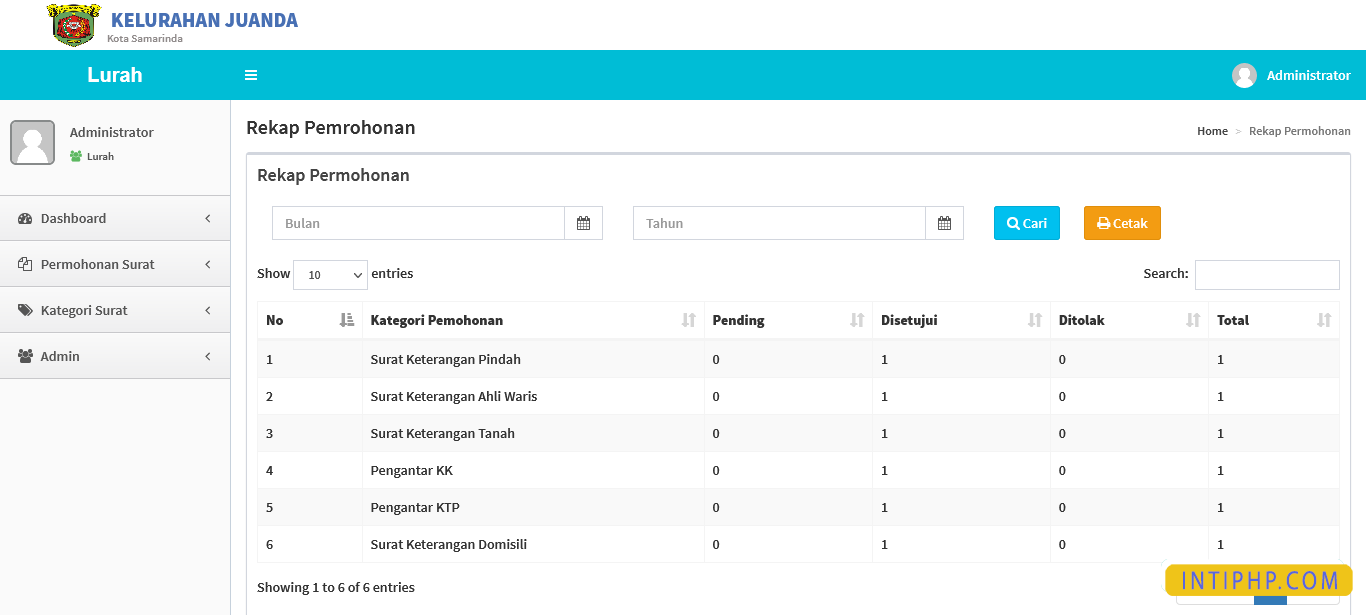 KELURAHAN JUANDA
Kota Samarinda
Lurah
Administrator
Administrator
Lurah
Dashboard
Permohonan Surat
Kategori Surat
Admin
Rekap Pemrohonan
Home > Rekap Permohonan
Rekap Permohonan
Bulan Tahun Cari Cetak
Show 10 entries Search:
No Kategori Pemohonan Pending Disetujui Ditolak Total
1 Surat Keterangan Pindah 0 1 0 1
2 Surat Keterangan Ahli Waris 0 1 0 1
3 Surat Keterangan Tanah 0 1 0 1
4 Pengantar KK 0 1 0 1
5 Pengantar KTP 0 1 0 1
6 Surat Keterangan Domisili 0 1 0 1
Showing 1 to 6 of 6 entries
INTIPHP.COM